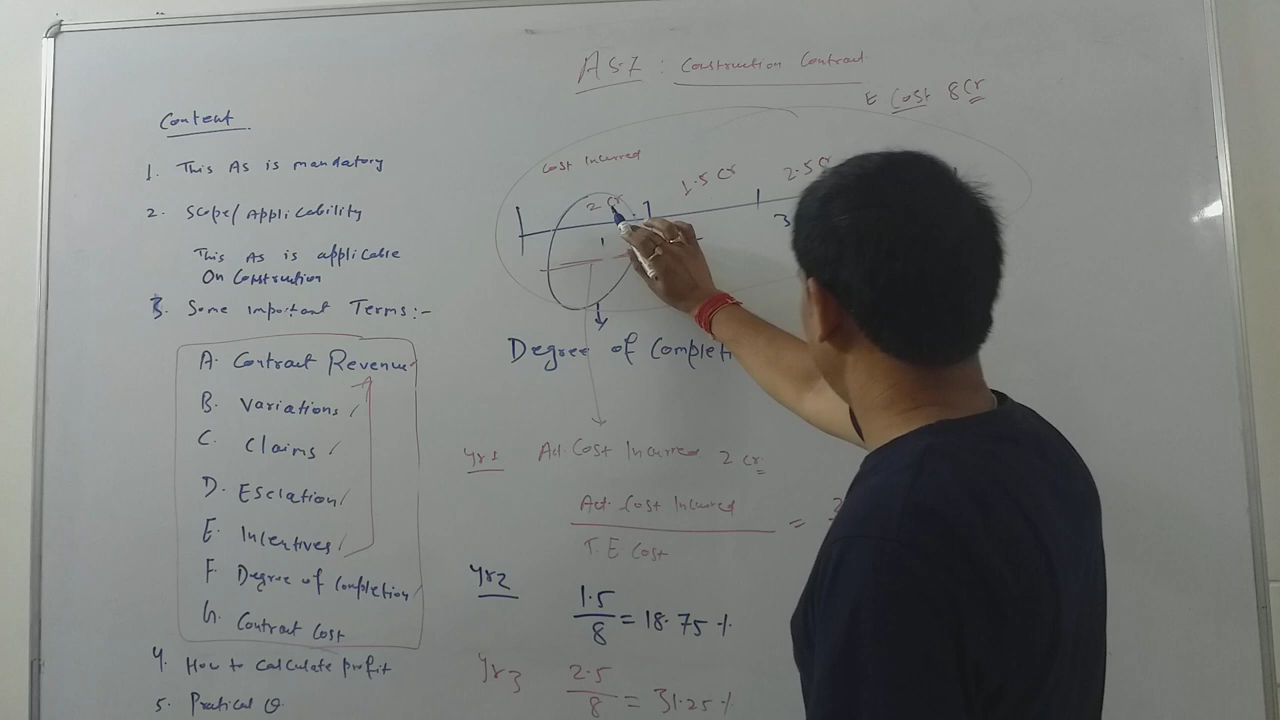 AS-7 : Construction Contract
E Cost 8 Cr
Content
1. This AS is mandatory
2. Scope/Applicability
This AS is applicable
On Construction
3. Some Important Terms:-
A. Contract Revenue
B. Variations
C. Claims
D. Esclation
E. Incentives
F. Degree of Completion
G. Contract Cost
4. How to calculate profit
5. Pratical Q
Cost Incurred
2 Cr 1.5 Cr 2.5 Cr
1 3
Degree of Completi
Yr1 Act. Cost Incurred 2 Cr
Act. Cost Incurred
T. E Cost
=
Yr2
1.5
8 = 18.75 %
Yr3
2.5
8 = 31.25 %